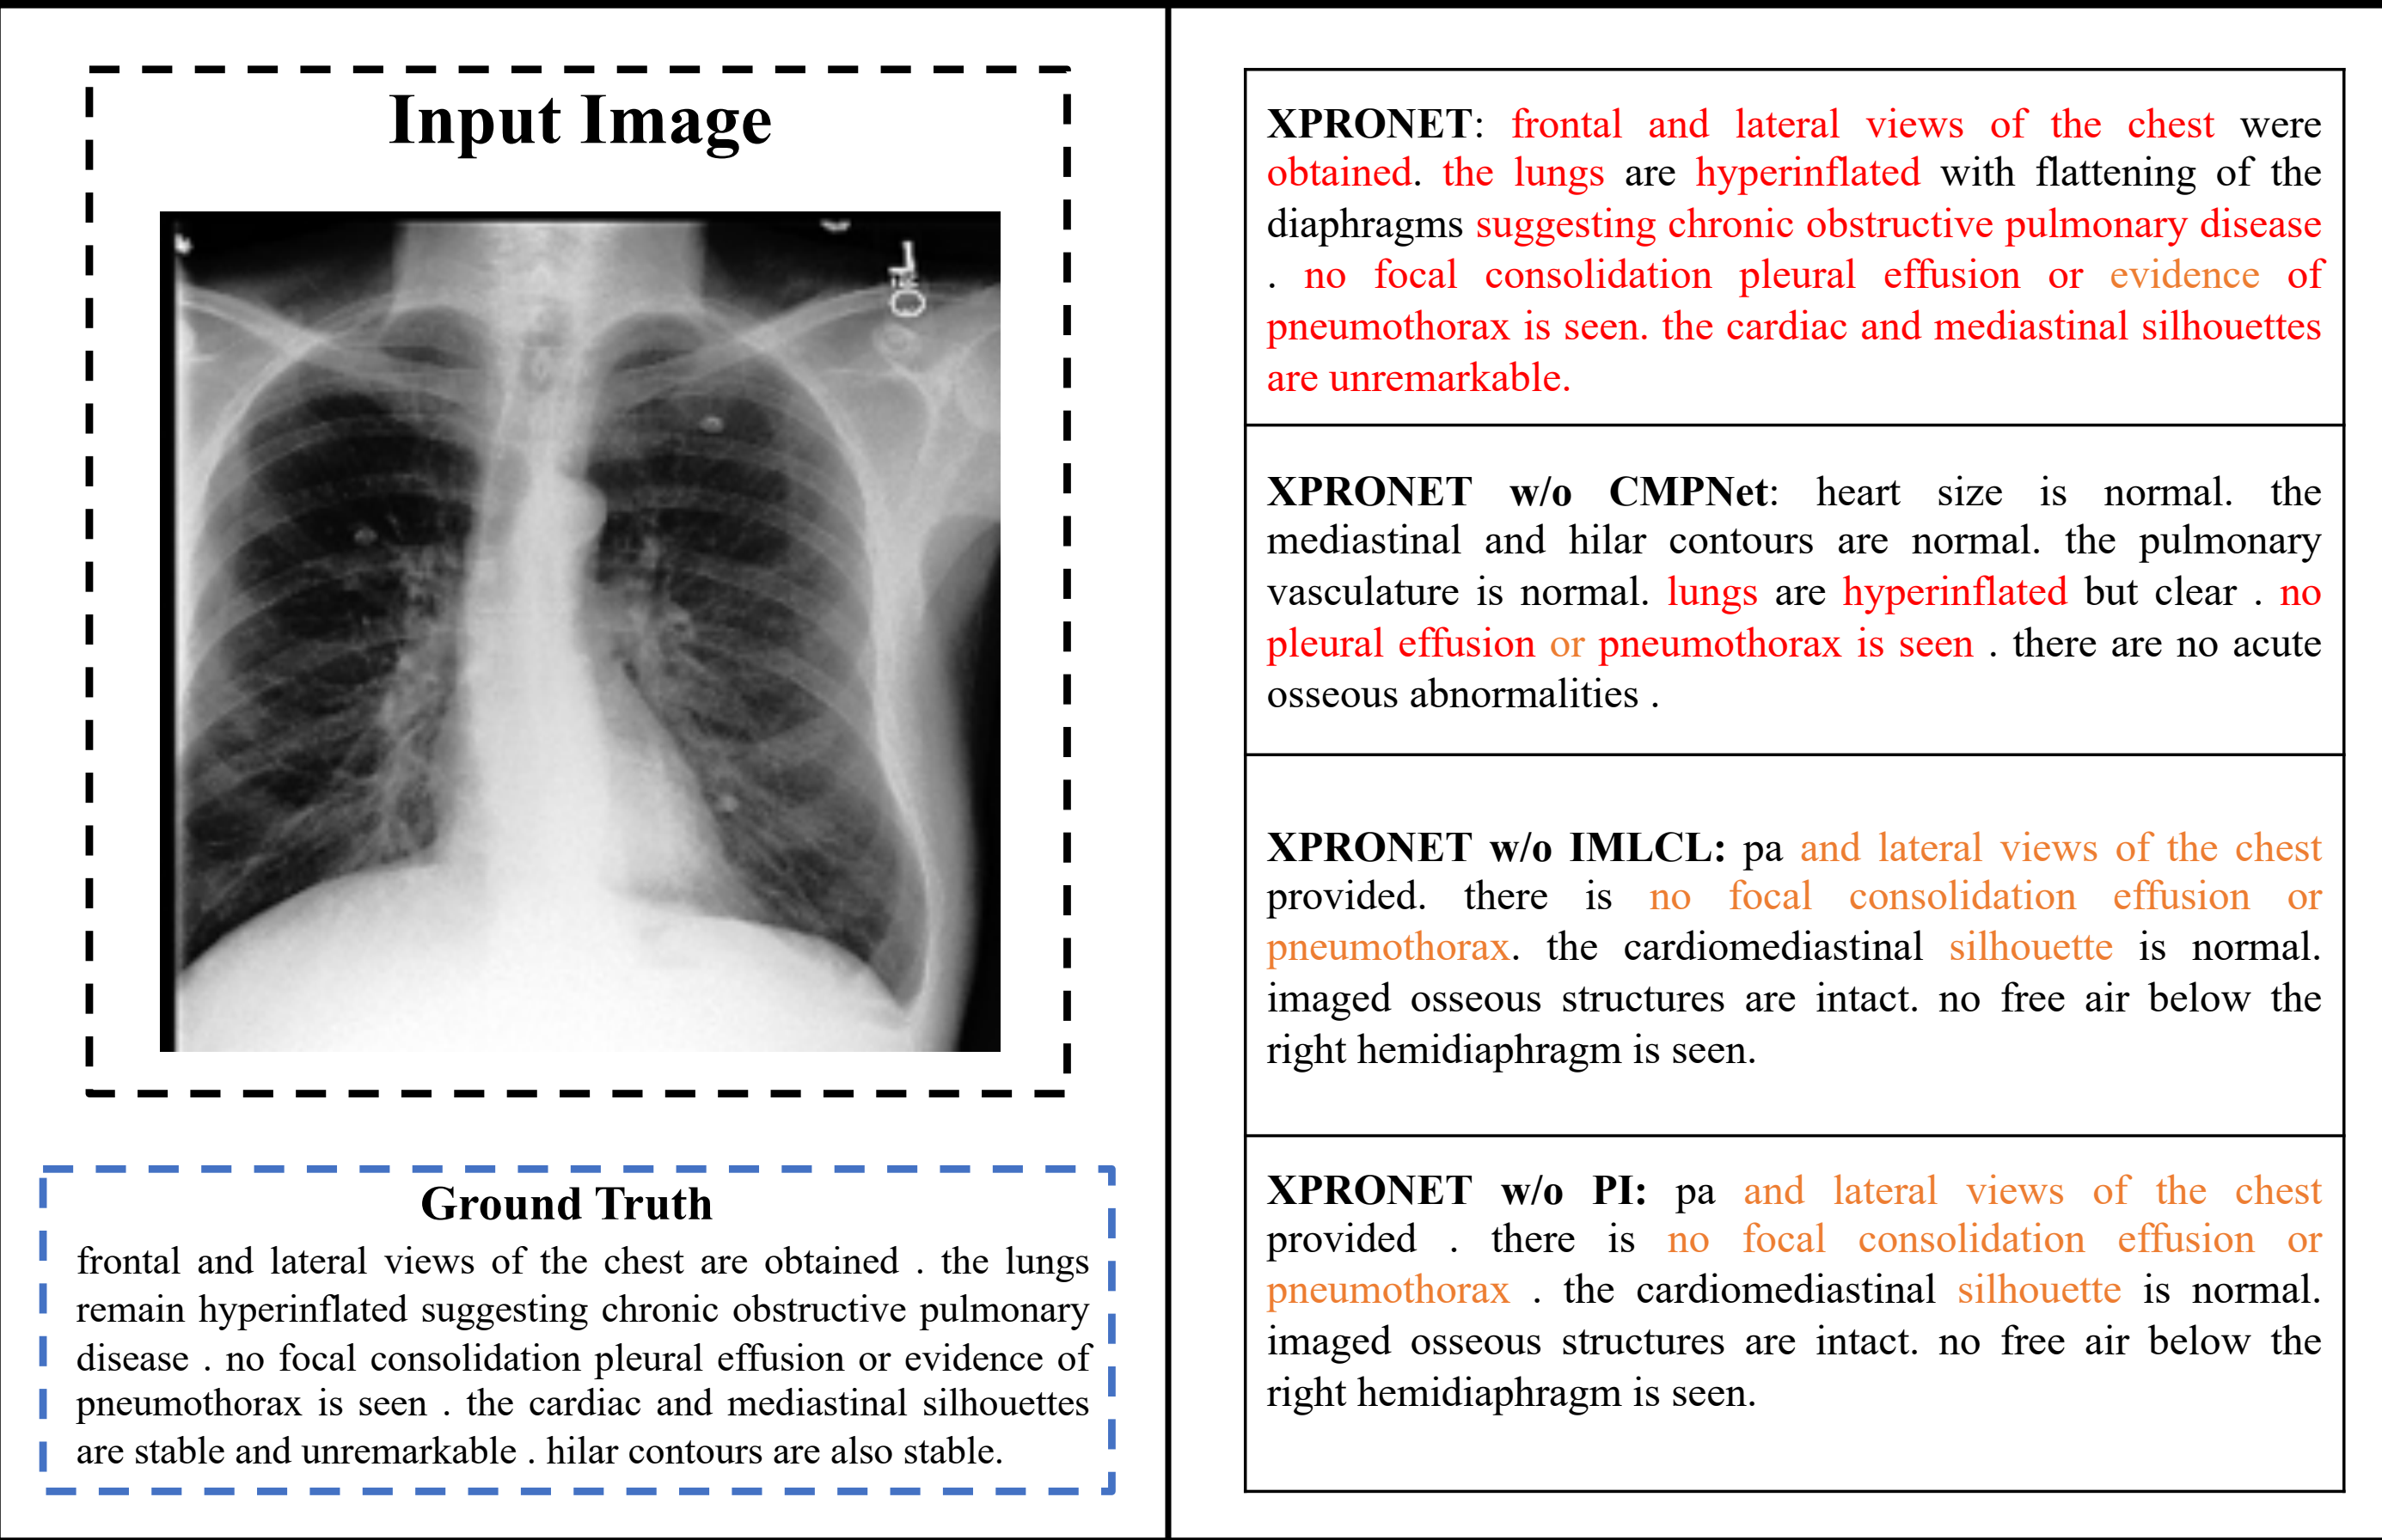 Input Image
Ground Truth
frontal and lateral views of the chest are obtained . the lungs
remain hyperinflated suggesting chronic obstructive pulmonary
disease . no focal consolidation pleural effusion or evidence of
pneumothorax is seen . the cardiac and mediastinal silhouettes
are stable and unremarkable . hilar contours are also stable.
XPRONET: frontal and lateral views of the chest were
obtained. the lungs are hyperinflated with flattening of the
diaphragms suggesting chronic obstructive pulmonary disease
. no focal consolidation pleural effusion or evidence of
pneumothorax is seen. the cardiac and mediastinal silhouettes
are unremarkable.
XPRONET w/o CMPNet: heart size is normal. the
mediastinal and hilar contours are normal. the pulmonary
vasculature is normal. lungs are hyperinflated but clear . no
pleural effusion or pneumothorax is seen . there are no acute
osseous abnormalities .
XPRONET w/o IMLCL: pa and lateral views of the chest
provided. there is no focal consolidation effusion or
pneumothorax. the cardiomediastinal silhouette is normal.
imaged osseous structures are intact. no free air below the
right hemidiaphragm is seen.
XPRONET w/o PI: pa and lateral views of the chest
provided . there is no focal consolidation effusion or
pneumothorax . the cardiomediastinal silhouette is normal.
imaged osseous structures are intact. no free air below the
right hemidiaphragm is seen.